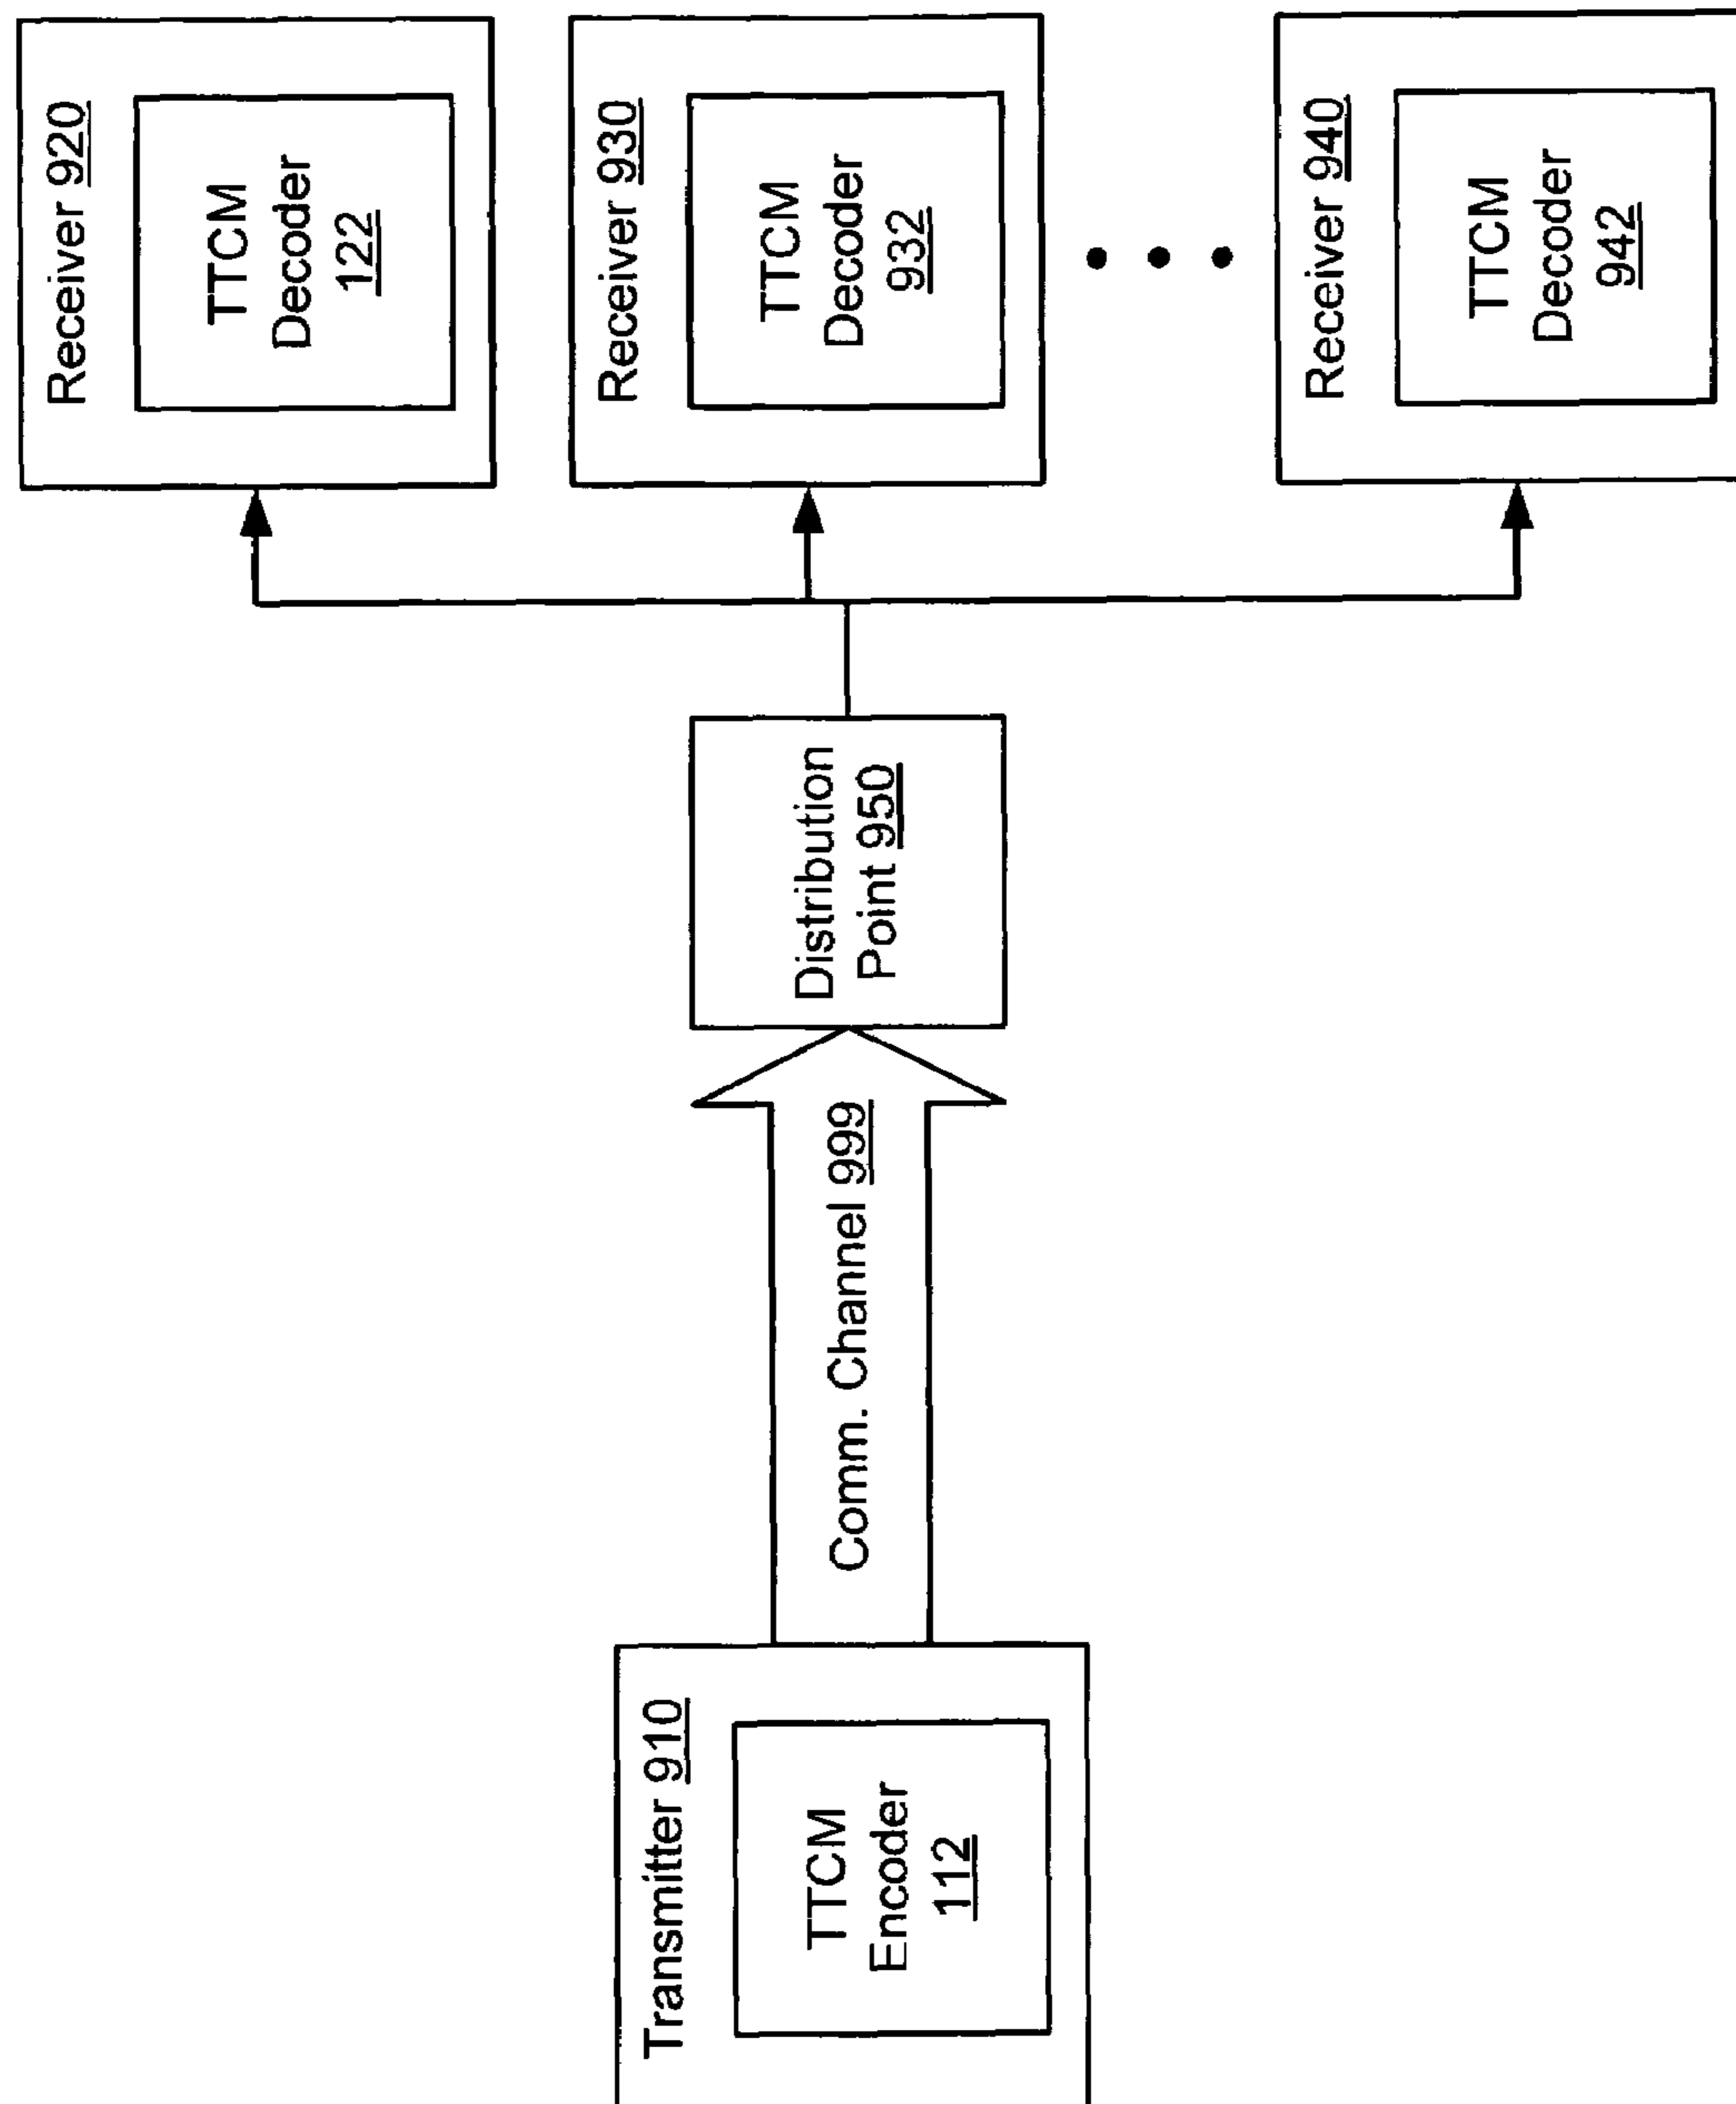 Transmitter 910
TTCM
Encoder
112
Comm. Channel 999
Distribution
Point 950
Receiver 920
TTCM
Decoder
122
Receiver 930
TTCM
Decoder
932
Receiver 940
TTCM
Decoder
942